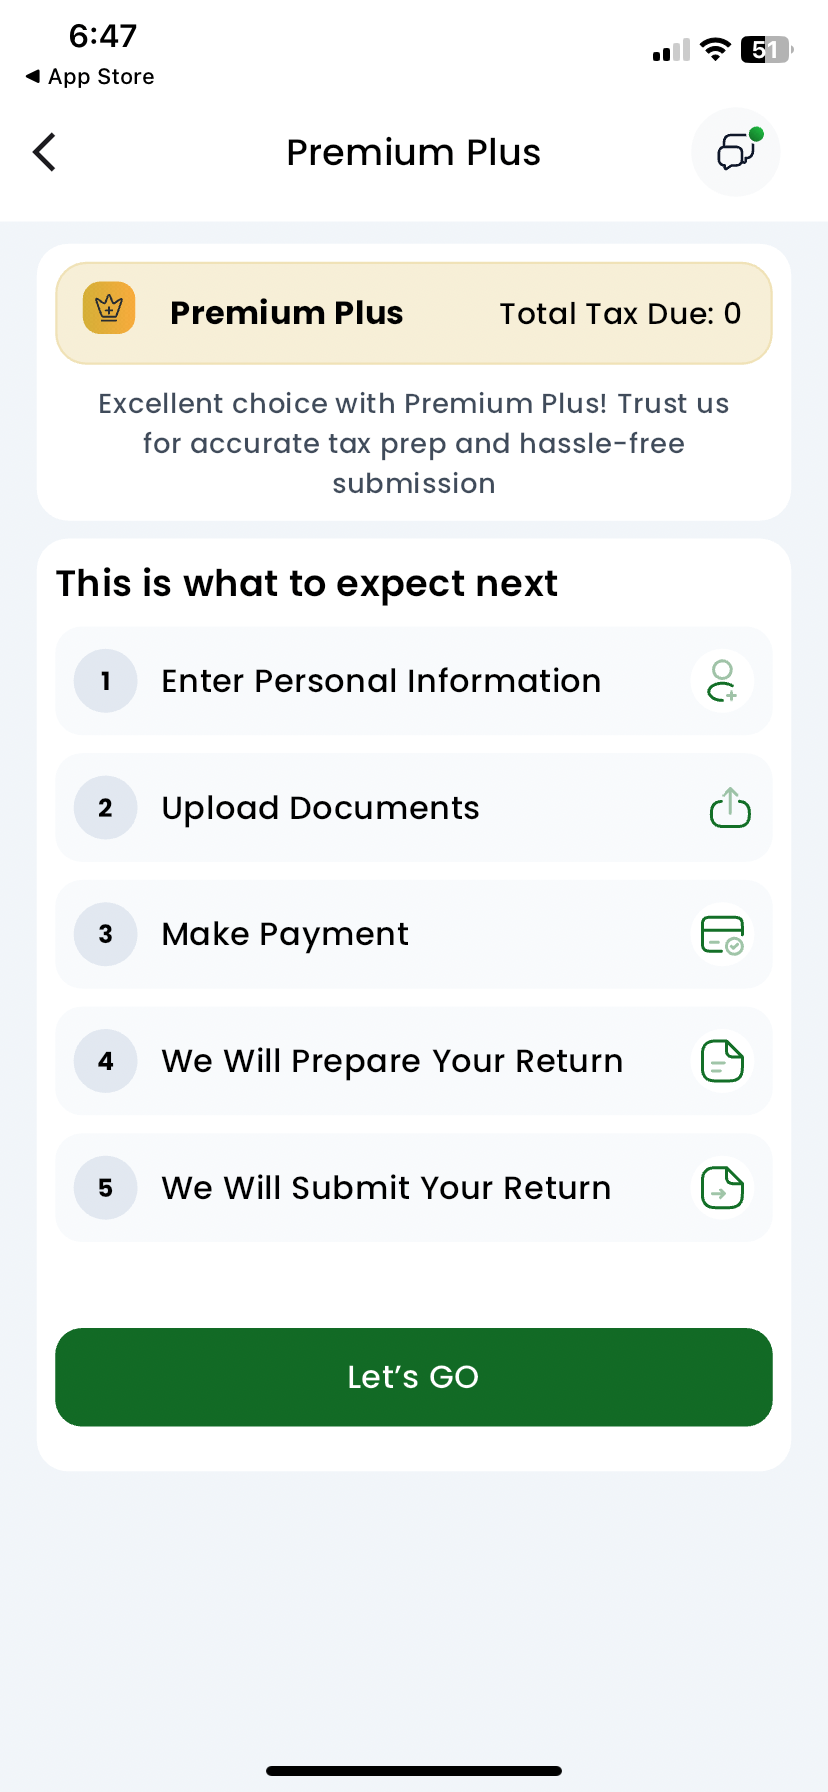 6:47
51
◀ App Store
Premium Plus
Premium Plus
Total Tax Due: 0
Excellent choice with Premium Plus! Trust us
for accurate tax prep and hassle-free
submission
This is what to expect next
1 Enter Personal Information
2 Upload Documents
3 Make Payment
4 We Will Prepare Your Return
5 We Will Submit Your Return
Let’s GO